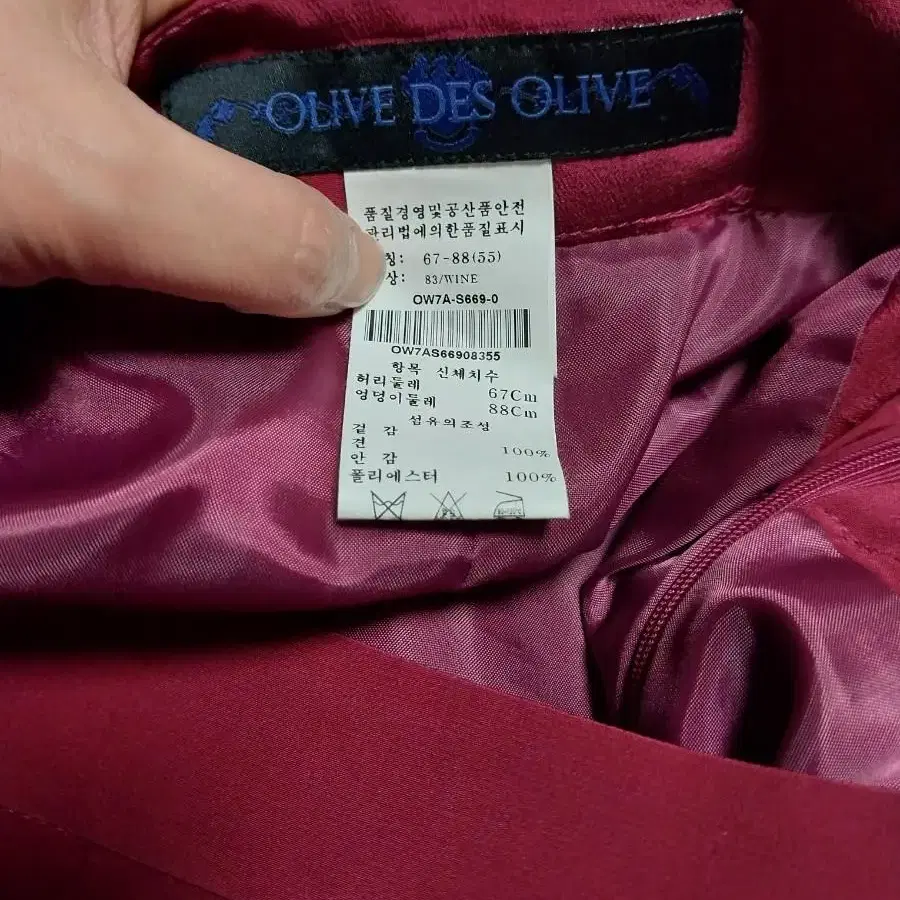 OLIVE DES OLIVE
품질경영및공산품안전
관리법에의한품질표시
칭: 67-88(55)
상: 83/WINE
OW7A-S669-0
OW7AS66908355
항목 신체치수
허리둘레 67Cm
엉덩이둘레 88Cm
섬유의조성
겉 감
견 100%
안 감
폴리에스터 100%